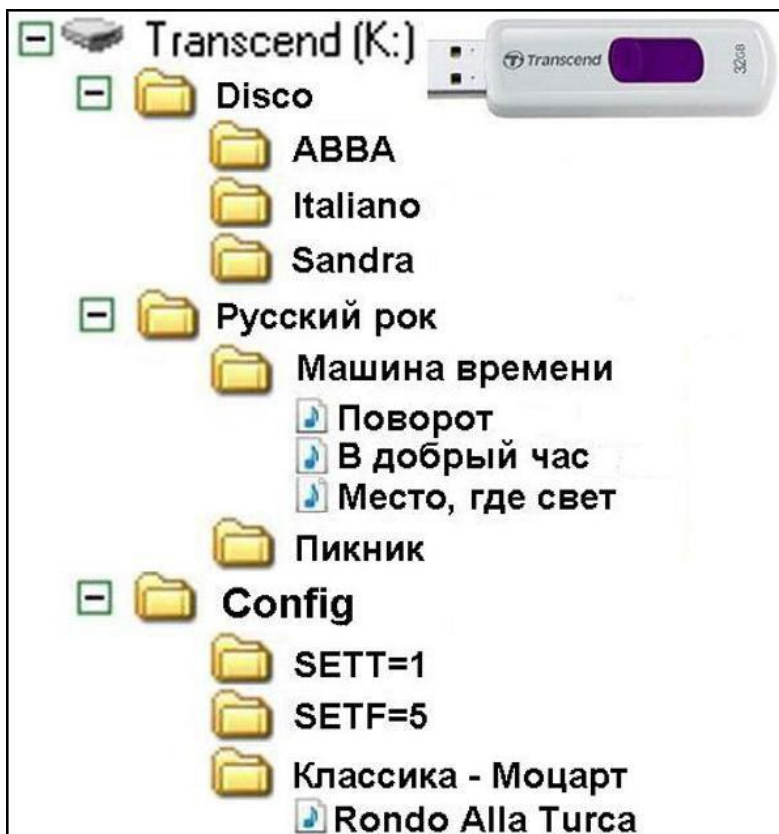 Transcend (K:)
Transcend
32GB
Disco
ABBA
Italiano
Sandra
Русский рок
Машина времени
Поворот
В добрый час
Место, где свет
Пикник
Config
SETT=1
SETF=5
Классика - Моцарт
Rondo Alla Turca